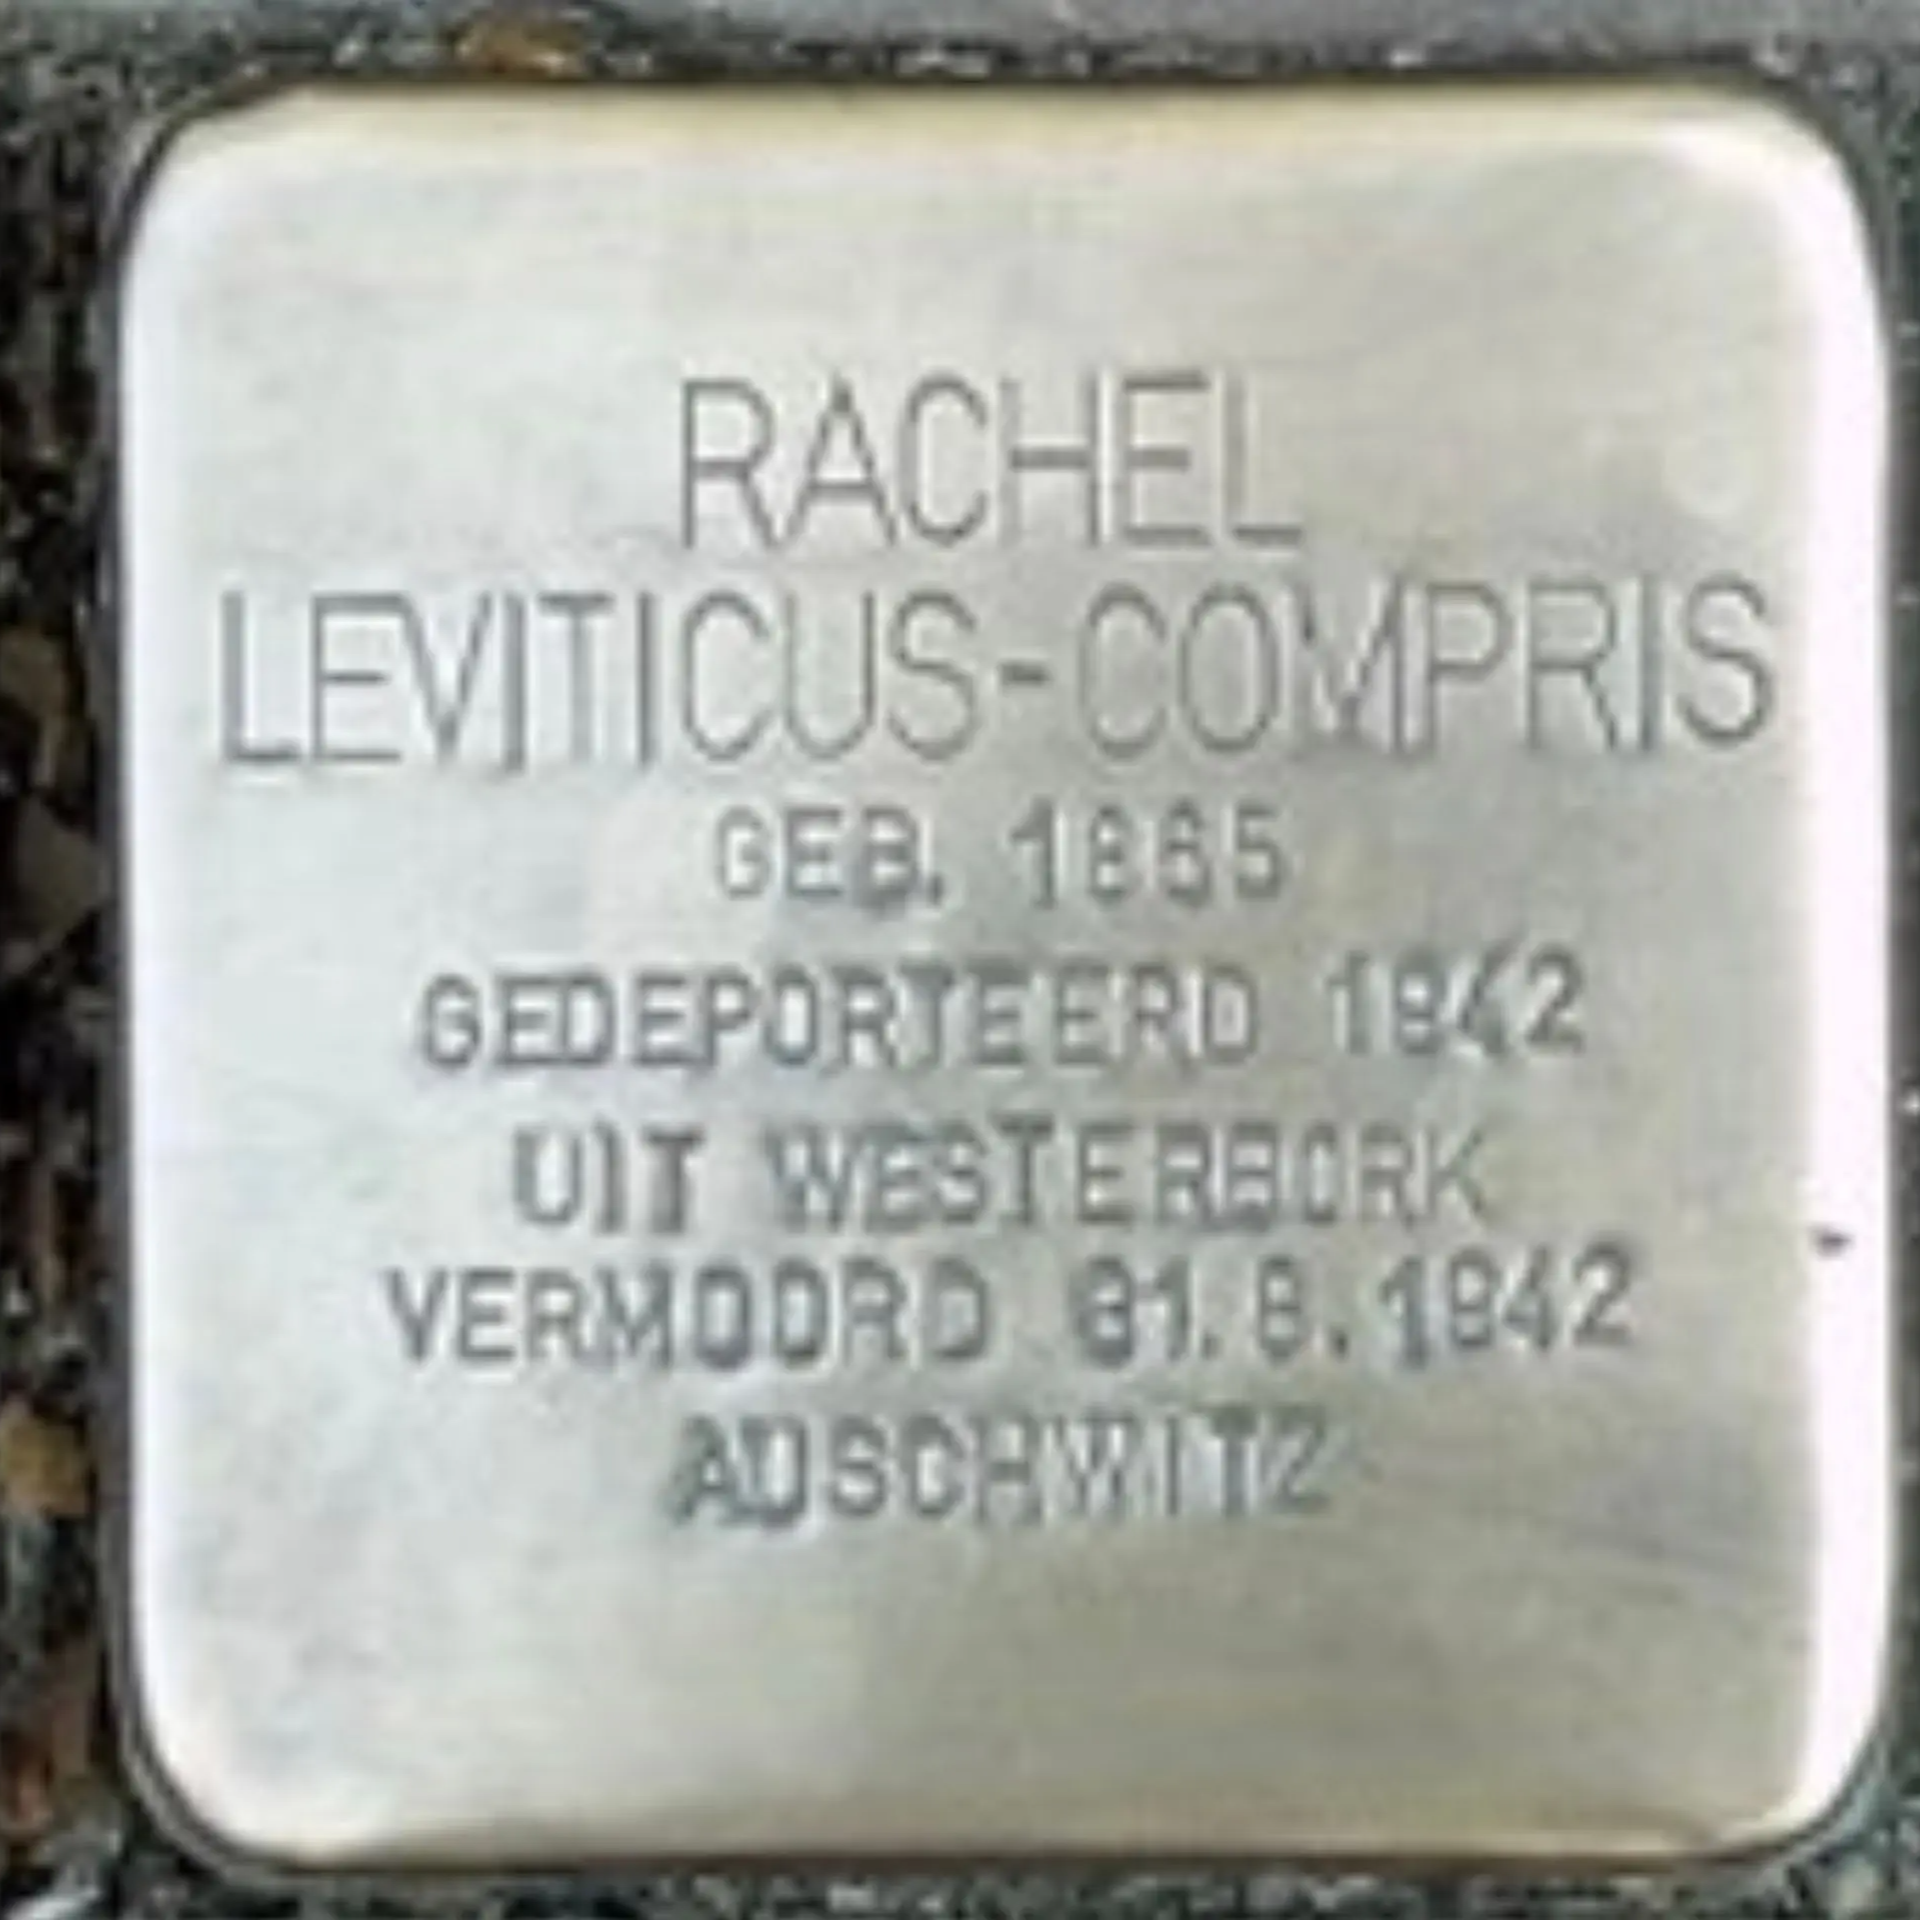 RACHEL
LEVITICUS-COMPRIS
GEB. 1865
GEDEPORTEERD 1942
UIT WESTERBORK
VERMOORD 31.8.1942
AUSCHWITZ